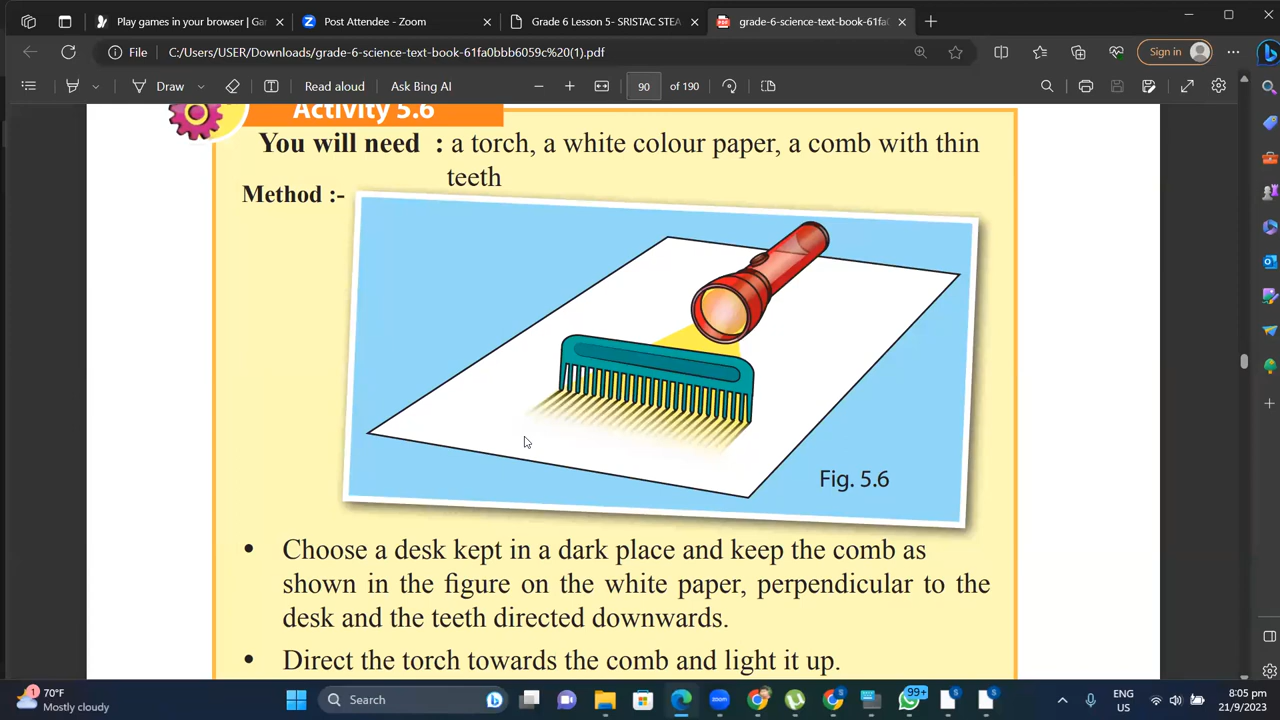 Play games in your browser | Gar
Post Attendee - Zoom
Grade 6 Lesson 5- SRISTAC STEA
grade-6-science-text-book-61fa0
File
C:/Users/USER/Downloads/grade-6-science-text-book-61fa0bbb6059c%20(1).pdf
Sign in
Draw
Read aloud
Ask Bing AI
90 of 190
Activity 5.6
You will need : a torch, a white colour paper, a comb with thin
teeth
Method :-
Fig. 5.6
• Choose a desk kept in a dark place and keep the comb as
shown in the figure on the white paper, perpendicular to the
desk and the teeth directed downwards.
• Direct the torch towards the comb and light it up.
1
70°F
Mostly cloudy
Search
zoom
99+
ENG
US
8:05 pm
21/9/2023